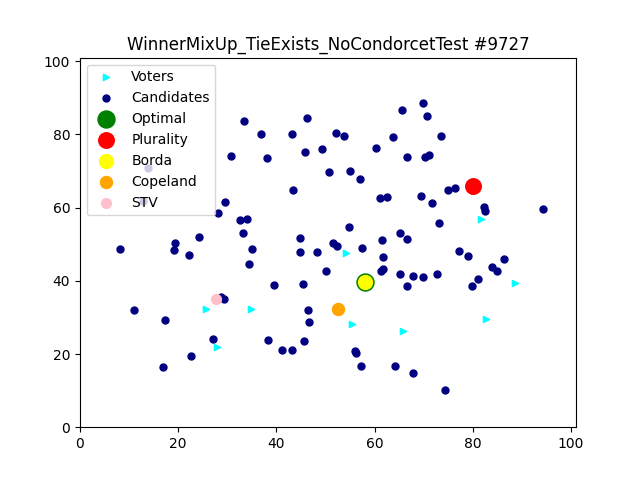 WinnerMixUp_TieExists_NoCondorcetTest #9727
Voters
Candidates
Optimal
Plurality
Borda
Copeland
STV
100
80
60
40
20
0
0 20 40 60 80 100